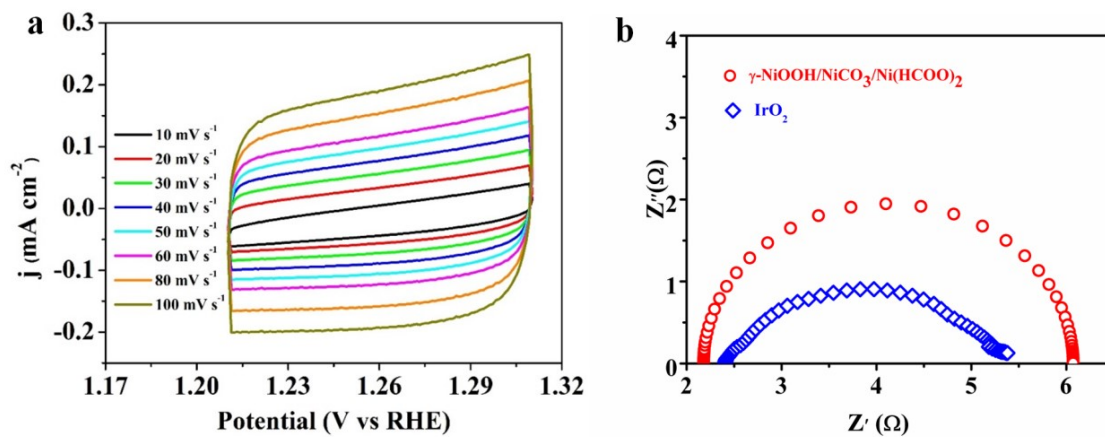 a
0.3
0.2
0.1
0.0
-0.1
-0.2
j (mA cm⁻²)
10 mV s⁻¹
20 mV s⁻¹
30 mV s⁻¹
40 mV s⁻¹
50 mV s⁻¹
60 mV s⁻¹
80 mV s⁻¹
100 mV s⁻¹
1.17 1.20 1.23 1.26 1.29 1.32
Potential (V vs RHE)
b
4
3
2
1
0
Z″(Ω)
γ-NiOOH/NiCO₃/Ni(HCOO)₂
IrO₂
2 3 4 5 6
Z′ (Ω)